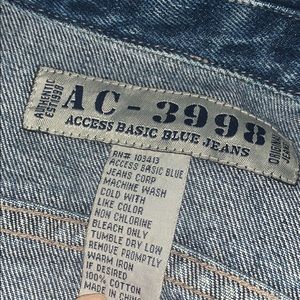 AUTHENTIC
ESTD998
AC-3998
ACCESS BASIC BLUE JEANS
ORIGINAL
JEANS
RN# 103413
ACCESS BASIC BLUE
JEANS CORP
MACHINE WASH
COLD WITH
LIKE COLOR
NON CHLORINE
BLEACH ONLY
TUMBLE DRY LOW
REMOVE PROMPTLY
WARM IRON
IF DESIRED
100% COTTON
MADE IN CHINA